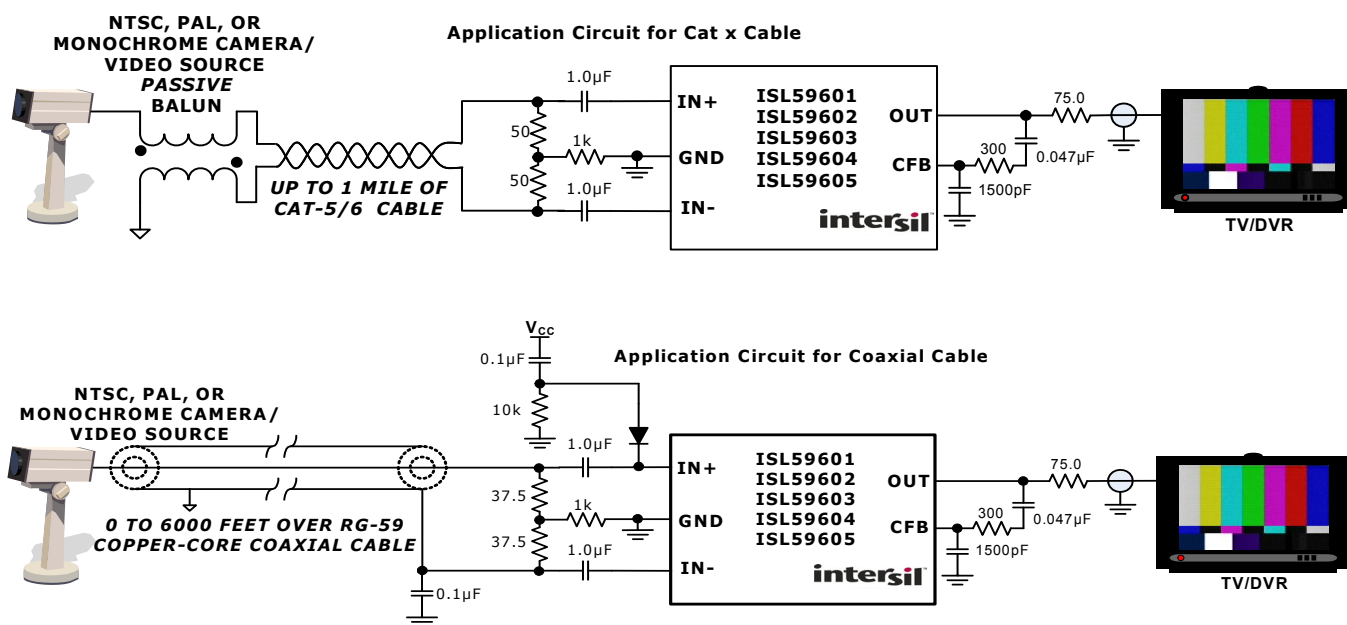 NTSC, PAL, OR
MONOCHROME CAMERA/
VIDEO SOURCE
PASSIVE
BALUN
Application Circuit for Cat x Cable
UP TO 1 MILE OF
CAT-5/6 CABLE
50
50
1.0µF
1k
1.0µF
IN+
GND
IN-
ISL59601
ISL59602
ISL59603
ISL59604
ISL59605
intersil™
OUT
CFB
75.0
300
0.047µF
1500pF
TV/DVR
Application Circuit for Coaxial Cable
NTSC, PAL, OR
MONOCHROME CAMERA/
VIDEO SOURCE
0 TO 6000 FEET OVER RG-59
COPPER-CORE COAXIAL CABLE
VCC
0.1µF
10k
1.0µF
37.5
1k
37.5
1.0µF
0.1µF
IN+
GND
IN-
ISL59601
ISL59602
ISL59603
ISL59604
ISL59605
intersil™
OUT
CFB
75.0
300
0.047µF
1500pF
TV/DVR